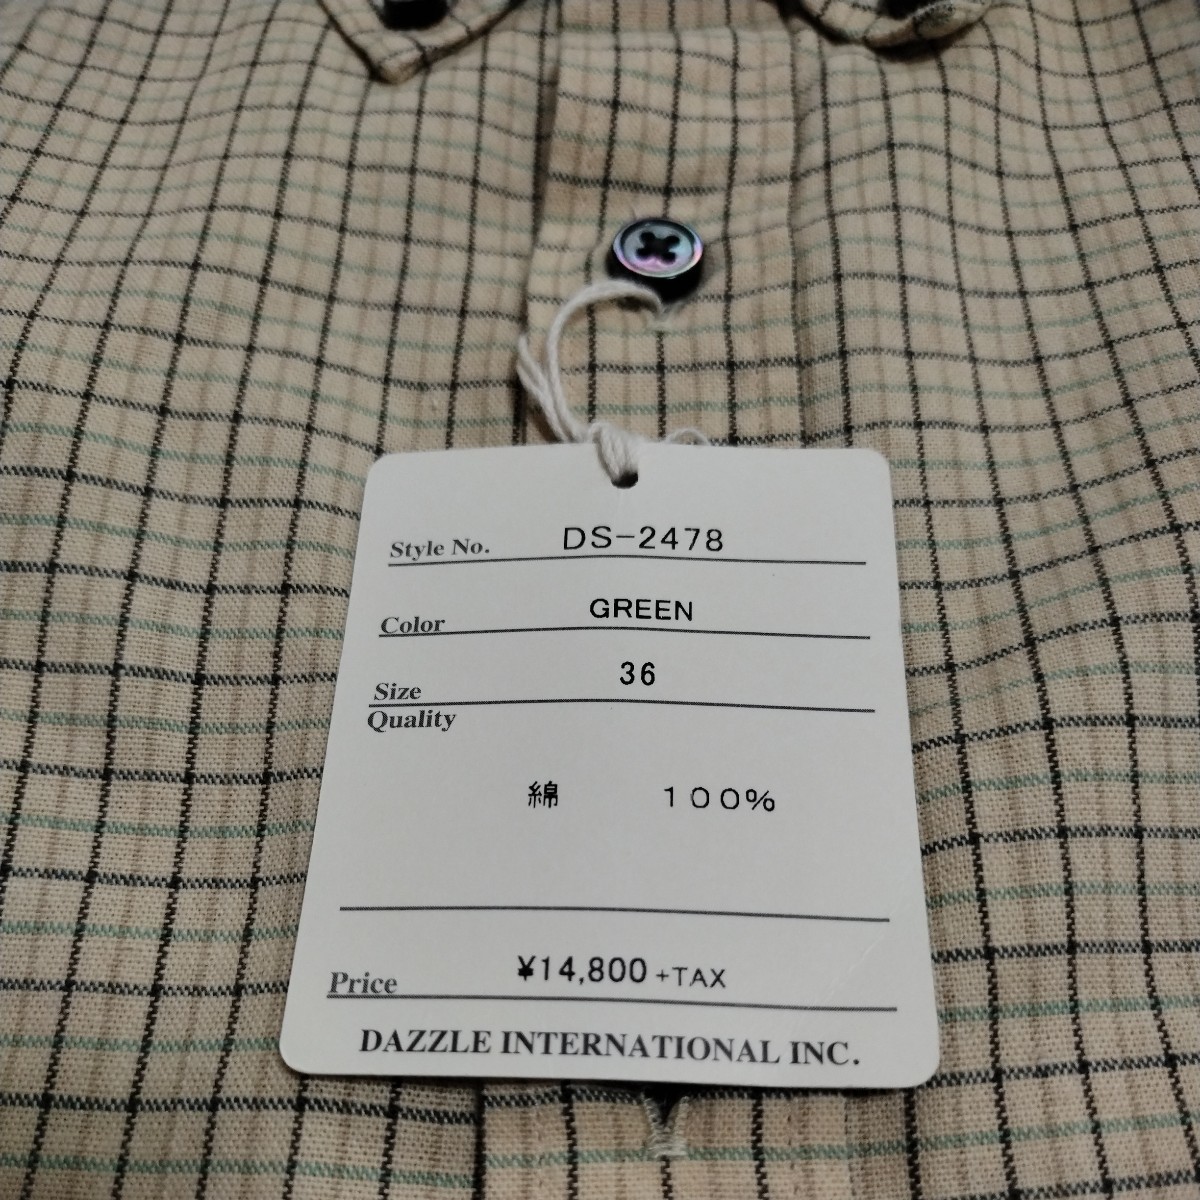 Style No. DS-2478
Color GREEN
Size 36
Quality
綿 100%
Price ¥14,800 +TAX
DAZZLE INTERNATIONAL INC.